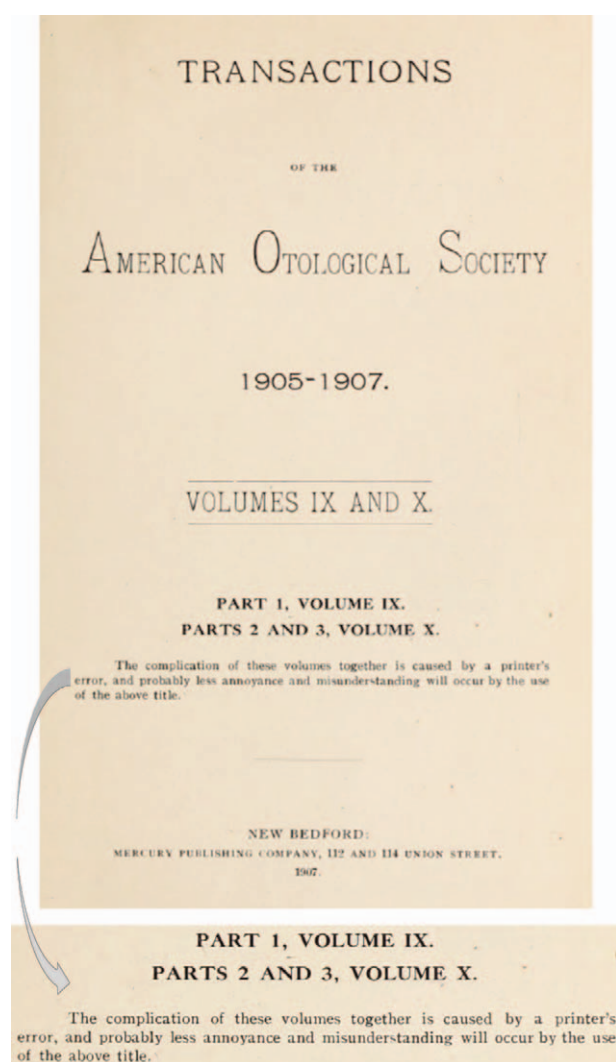 TRANSACTIONS
OF THE
AMERICAN OTOLOGICAL SOCIETY
1905-1907.
VOLUMES IX AND X.
PART 1, VOLUME IX.
PARTS 2 AND 3, VOLUME X.
The complication of these volumes together is caused by a printer's
error, and probably less annoyance and misunderstanding will occur by the use
of the above title.
NEW BEDFORD:
MERCURY PUBLISHING COMPANY, 112 AND 114 UNION STREET.
1907.
PART 1, VOLUME IX.
PARTS 2 AND 3, VOLUME X.
The complication of these volumes together is caused by a printer's
error, and probably less annoyance and misunderstanding will occur by the use
of the above title.